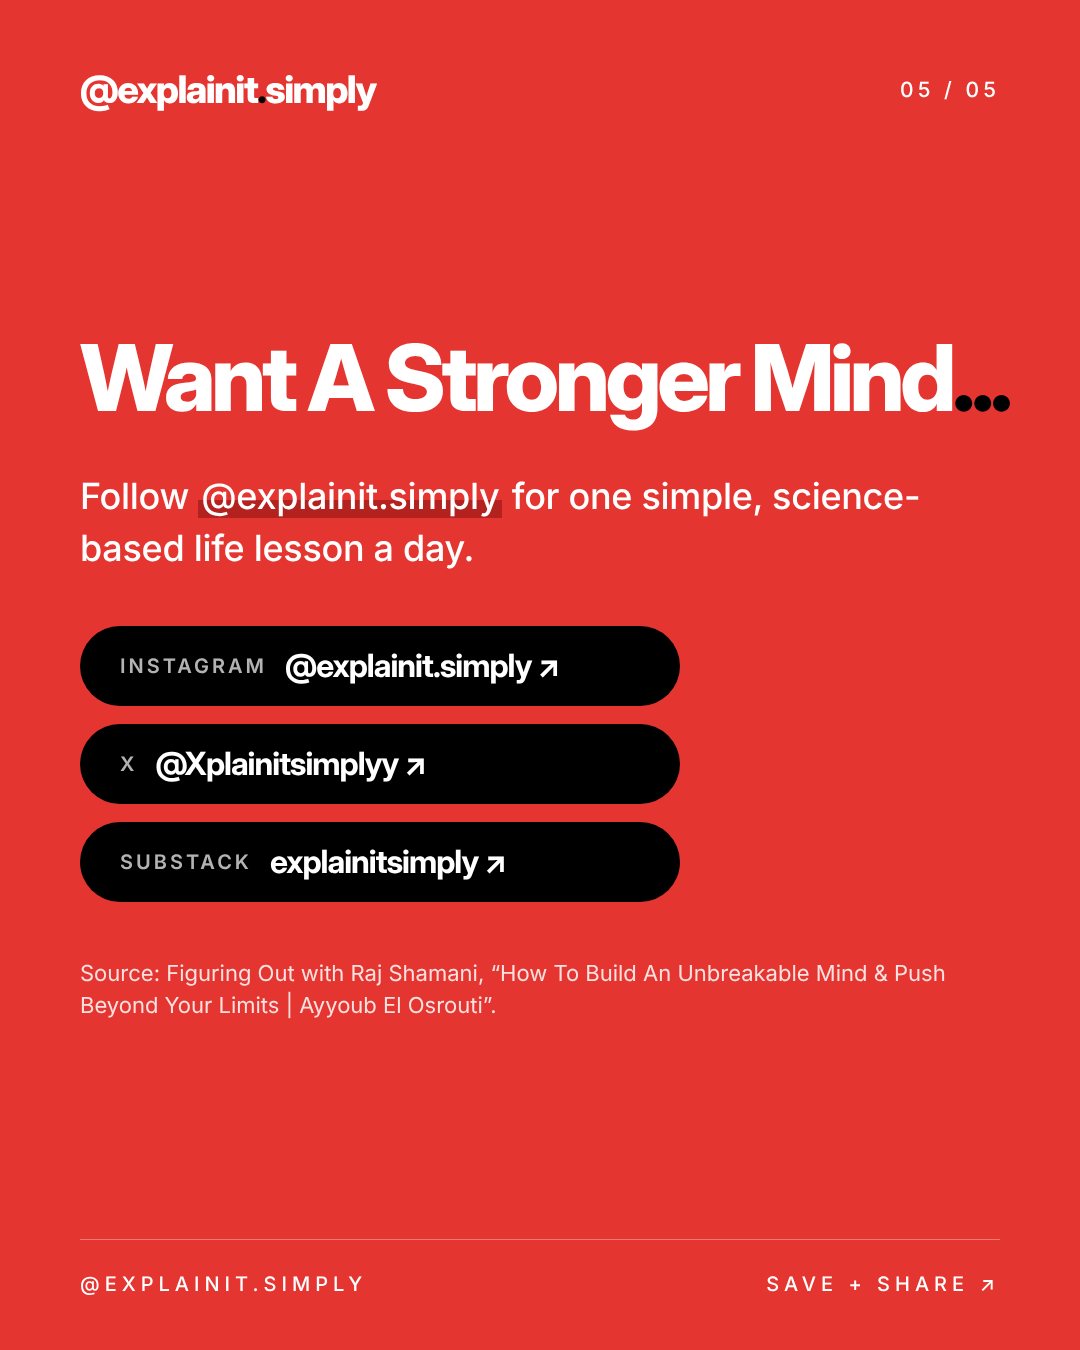 @explainit.simply
05 / 05
Want A Stronger Mind...
Follow @explainit.simply for one simple, science-
based life lesson a day.
INSTAGRAM @explainit.simply ↗
X @Xplainitsimplyy ↗
SUBSTACK explainitsimply ↗
Source: Figuring Out with Raj Shamani, “How To Build An Unbreakable Mind & Push
Beyond Your Limits | Ayyoub El Osrouti”.
@EXPLAINIT.SIMPLY
SAVE + SHARE ↗